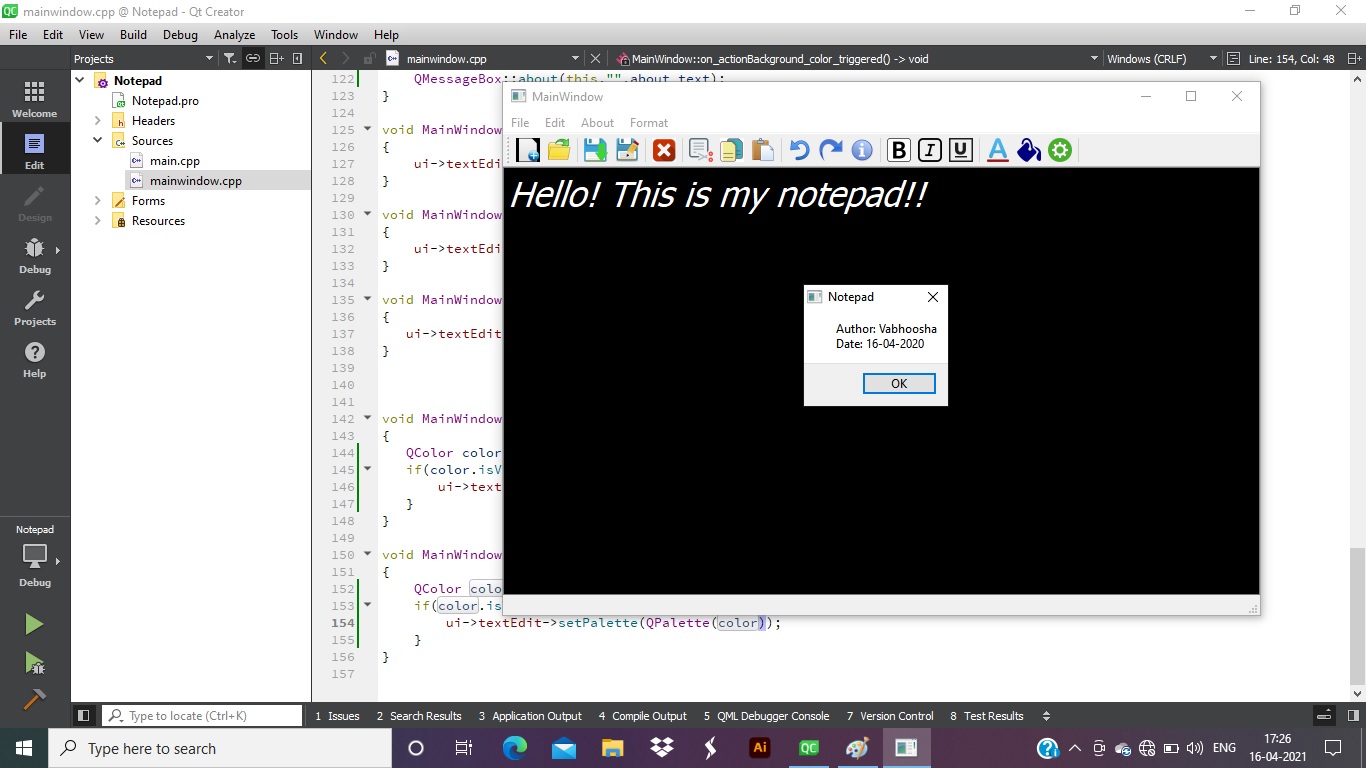 mainwindow.cpp @ Notepad - Qt Creator
File Edit View Build Debug Analyze Tools Window Help
Projects mainwindow.cpp MainWindow::on_actionBackground_color_triggered() -> void Windows (CRLF) Line: 154, Col: 48
Welcome
Edit
Design
Debug
Projects
Help
Notepad
Debug
Notepad
Notepad.pro
Headers
Sources
main.cpp
mainwindow.cpp
Forms
Resources
122 QMessageBox::about(this,"",about_text);
123 }
124
125 void MainWindow
126 {
127 ui->textEdi
128 }
129
130 void MainWindow
131 {
132 ui->textEdi
133 }
134
135 void MainWindow
136 {
137 ui->textEdit
138 }
139
140
141
142 void MainWindow
143 {
144 QColor color
145 if(color.isV
146 ui->text
147 }
148 }
149
150 void MainWindow
151 {
152 QColor colo
153 if(color.is
154 ui->textEdit->setPalette(QPalette(color));
155 }
156 }
157
MainWindow
File Edit About Format
B I U A
Hello! This is my notepad!!
Notepad
Author: Vabhoosha
Date: 16-04-2020
OK
Type to locate (Ctrl+K) 1 Issues 2 Search Results 3 Application Output 4 Compile Output 5 QML Debugger Console 7 Version Control 8 Test Results
Type here to search Ai QC ENG 17:26
16-04-2021